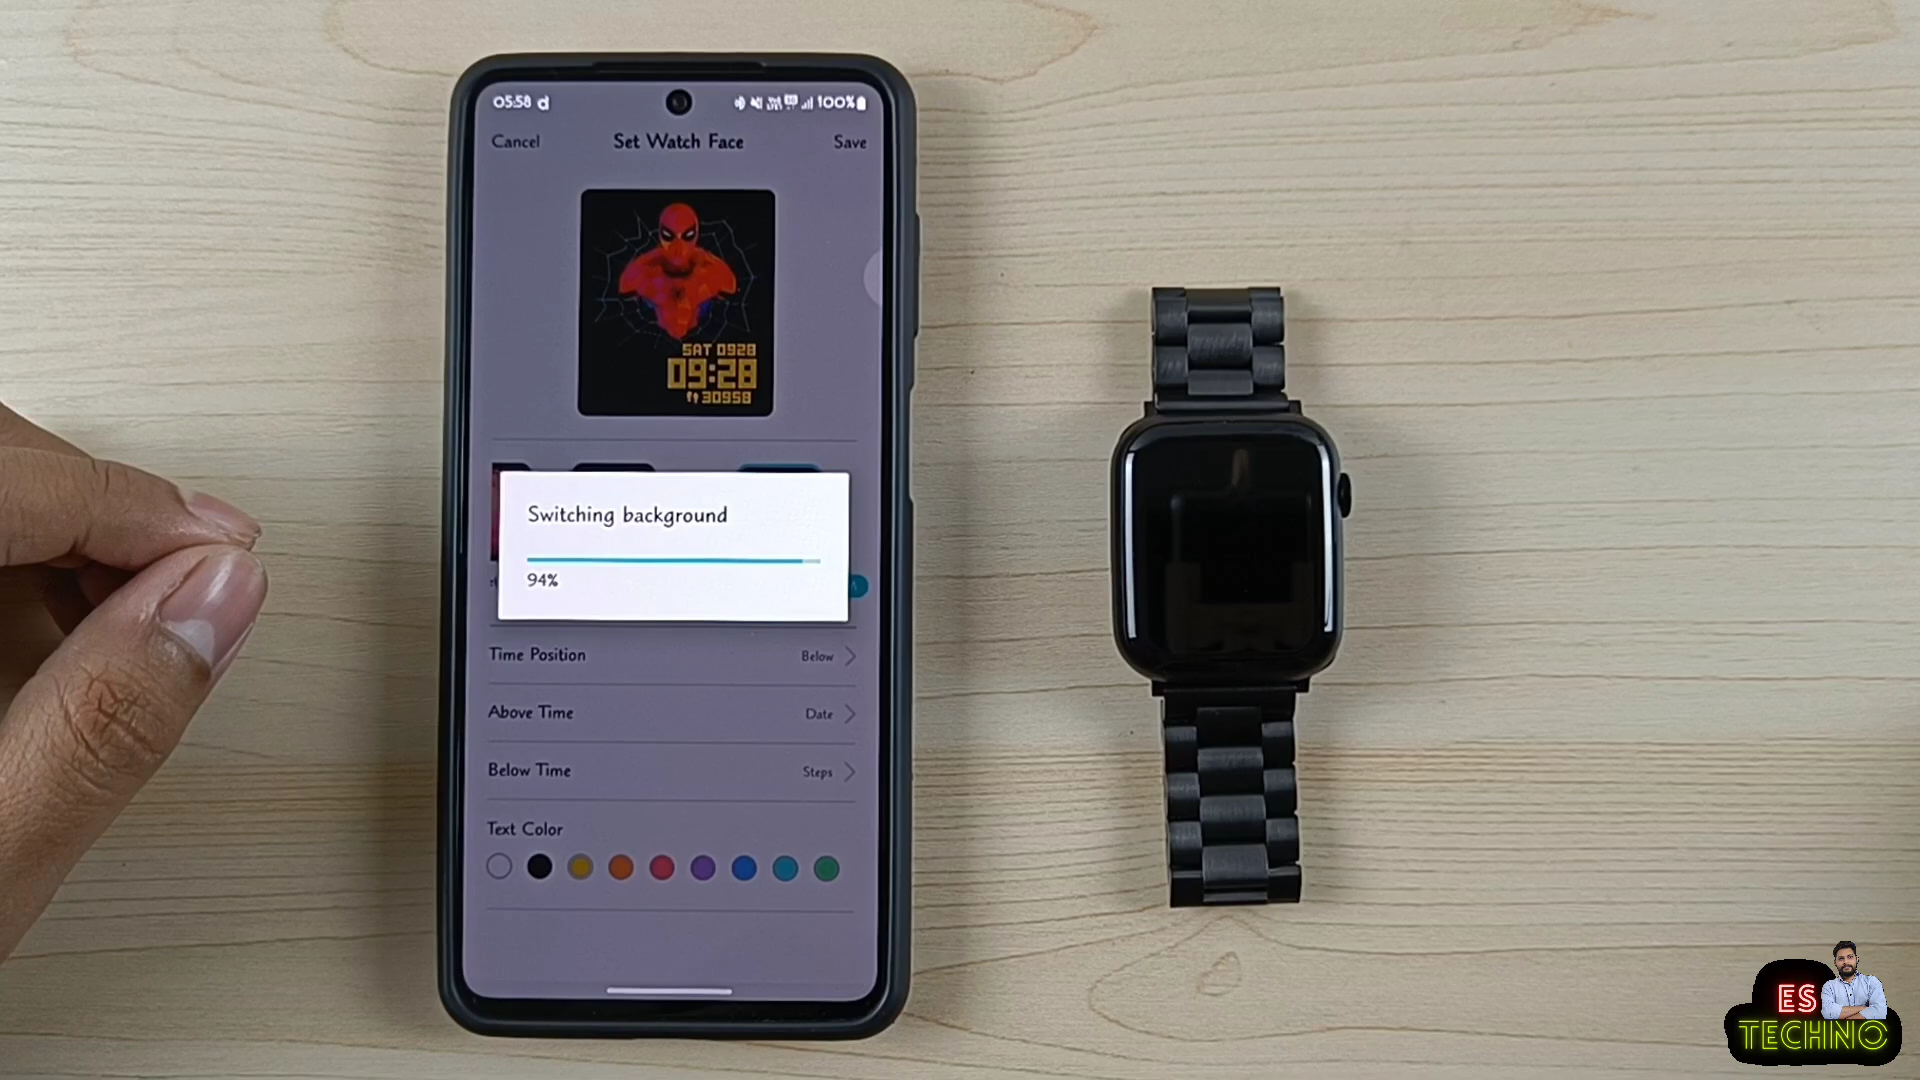 05:58
100%
Cancel
Set Watch Face
Save
SAT 0928
09:28
30958
Switching background
94%
Time Position
Below
Above Time
Date
Below Time
Steps
Text Color
ES
TECHNO